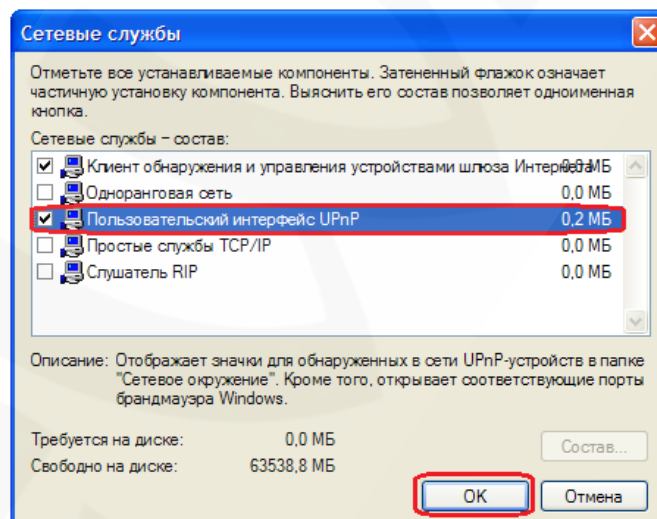 Сетевые службы
Отметьте все устанавливаемые компоненты. Затененный флажок означает
частичную установку компонента. Выяснить его состав позволяет одноименная
кнопка.
Сетевые службы – состав:
Клиент обнаружения и управления устройствами шлюза Интернета 0,0 МБ
Одноранговая сеть 0,0 МБ
Пользовательский интерфейс UPnP 0,2 МБ
Простые службы TCP/IP 0,0 МБ
Слушатель RIP 0,0 МБ
Описание: Отображает значки для обнаруженных в сети UPnP-устройств в папке
"Сетевое окружение". Кроме того, открывает соответствующие порты
брандмауэра Windows.
Требуется на диске: 0,0 МБ
Состав...
Свободно на диске: 63538,8 МБ
OK Отмена